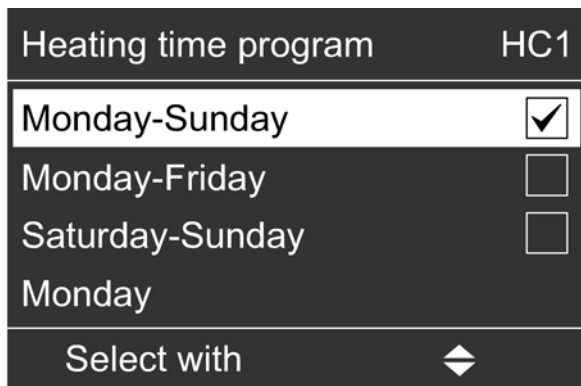 Heating time program HC1
Monday-Sunday
Monday-Friday
Saturday-Sunday
Monday
Select with